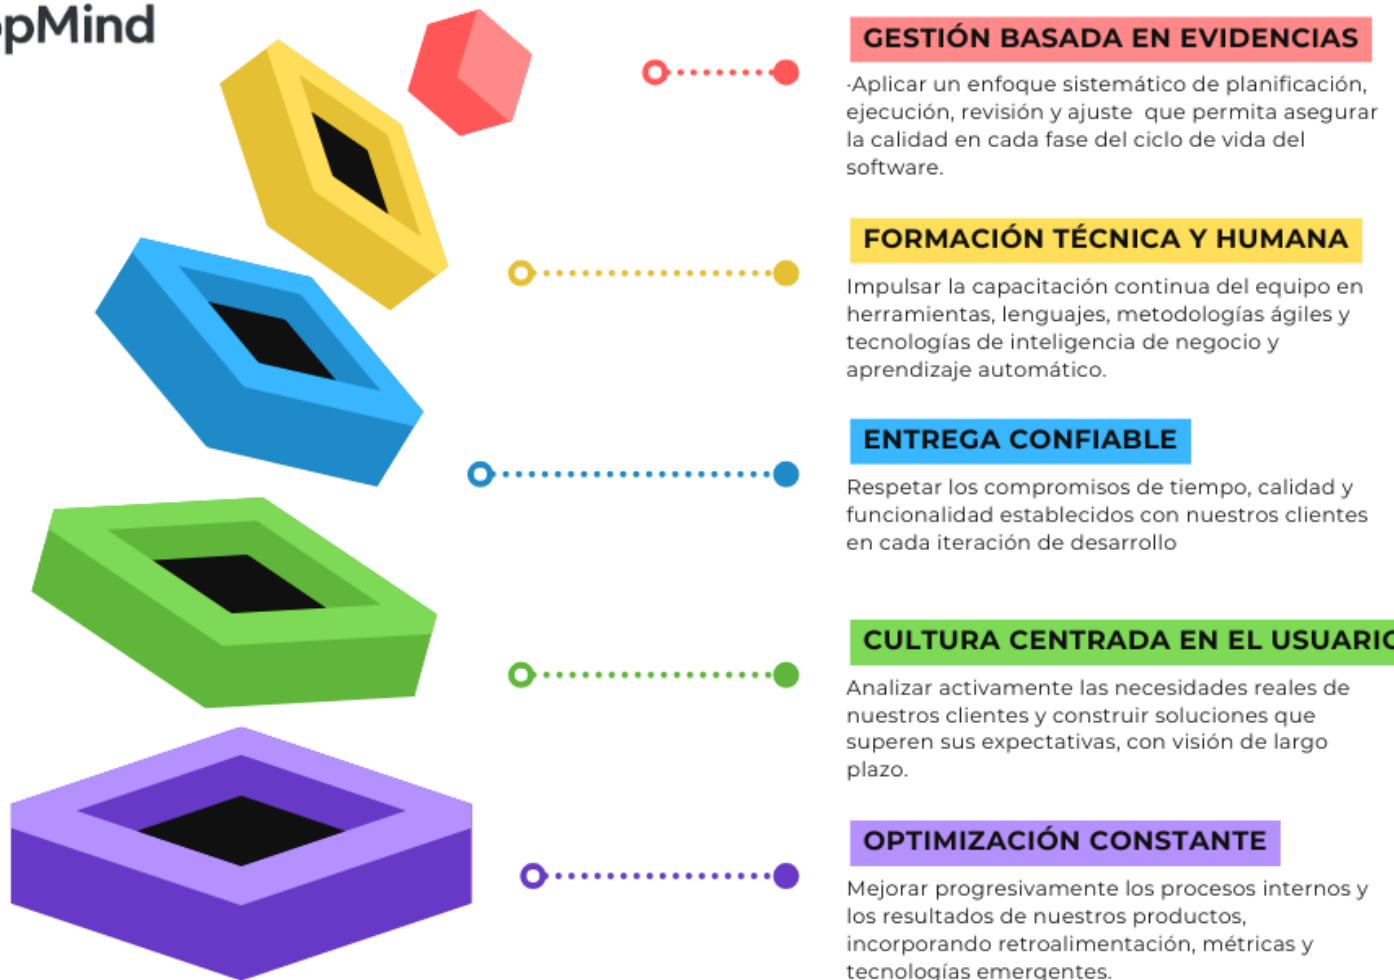 pMind
GESTIÓN BASADA EN EVIDENCIAS
-Aplicar un enfoque sistemático de planificación,
ejecución, revisión y ajuste que permita asegurar
la calidad en cada fase del ciclo de vida del
software.
FORMACIÓN TÉCNICA Y HUMANA
Impulsar la capacitación continua del equipo en
herramientas, lenguajes, metodologías ágiles y
tecnologías de inteligencia de negocio y
aprendizaje automático.
ENTREGA CONFIABLE
Respetar los compromisos de tiempo, calidad y
funcionalidad establecidos con nuestros clientes
en cada iteración de desarrollo
CULTURA CENTRADA EN EL USUARIO
Analizar activamente las necesidades reales de
nuestros clientes y construir soluciones que
superen sus expectativas, con visión de largo
plazo.
OPTIMIZACIÓN CONSTANTE
Mejorar progresivamente los procesos internos y
los resultados de nuestros productos,
incorporando retroalimentación, métricas y
tecnologías emergentes.